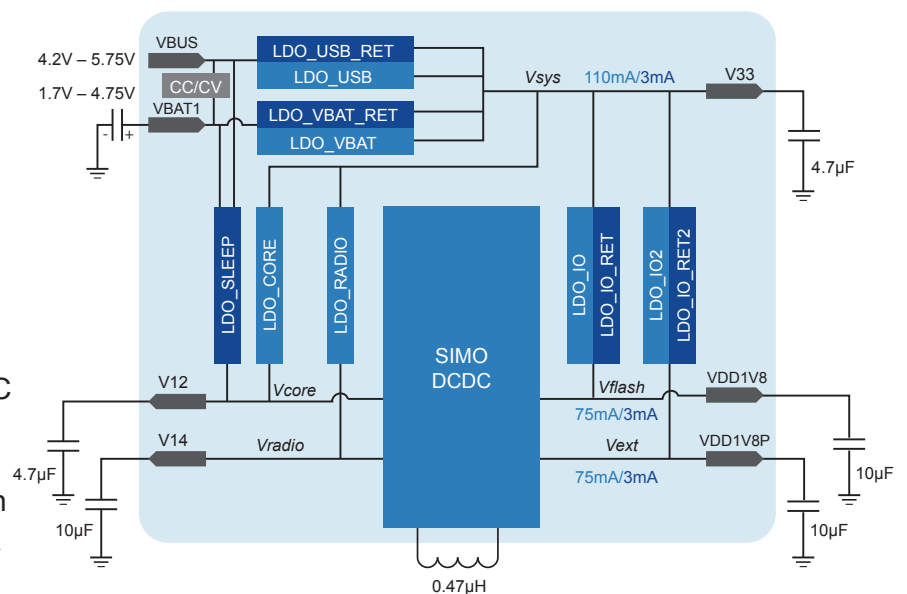 VBUS
4.2V – 5.75V
CC/CV
1.7V – 4.75V
VBAT1
- +
LDO_USB_RET
LDO_USB
LDO_VBAT_RET
LDO_VBAT
Vsys
110mA/3mA
V33
4.7µF
LDO_SLEEP
LDO_CORE
LDO_RADIO
SIMO
DCDC
LDO_IO
LDO_IO_RET
LDO_IO2
LDO_IO_RET2
C
V12
Vcore
Vflash
VDD1V8
75mA/3mA
V14
Vradio
Vext
VDD1V8P
75mA/3mA
4.7µF
10µF
n
10µF
10µF
0.47µH